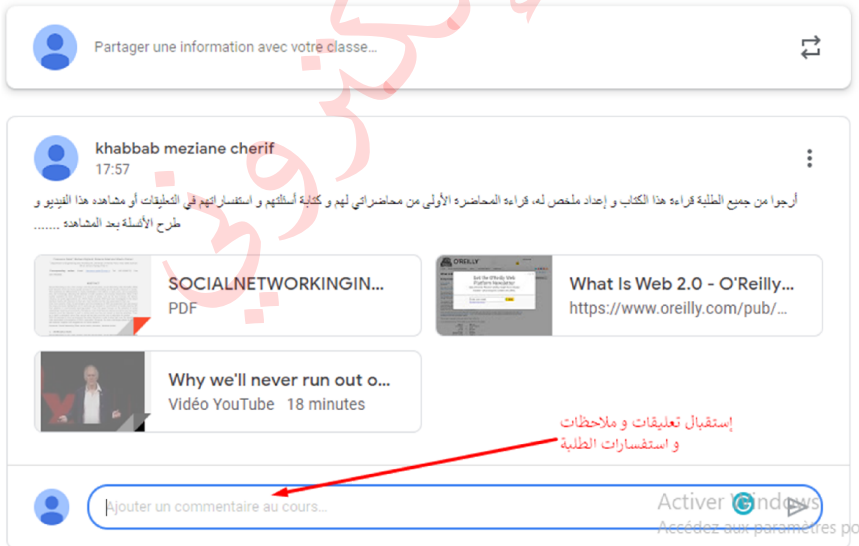 Partager une information avec votre classe...
khabbab meziane cherif
17:57
أرجوا من جميع الطلبة قراءة هذا الكتاب و إعداد ملخص له، قراءة المحاضرة الأولى من محاضراتي لهم و كتابة أسئلتهم و استفساراتهم في التعليقات أو مشاهده هذا الفيديو و
طرح الأئسلة بعد المشاهدة .......
SOCIALNETWORKINGIN...
PDF
O'REILLY
What Is Web 2.0 - O'Reilly...
https://www.oreilly.com/pub/...
Why we'll never run out o...
Vidéo YouTube 18 minutes
إستقبال تعليقات و ملاحظات
و استفسارات الطلبة
Ajouter un commentaire au cours...
Activer Windows
Accédez aux paramètres po